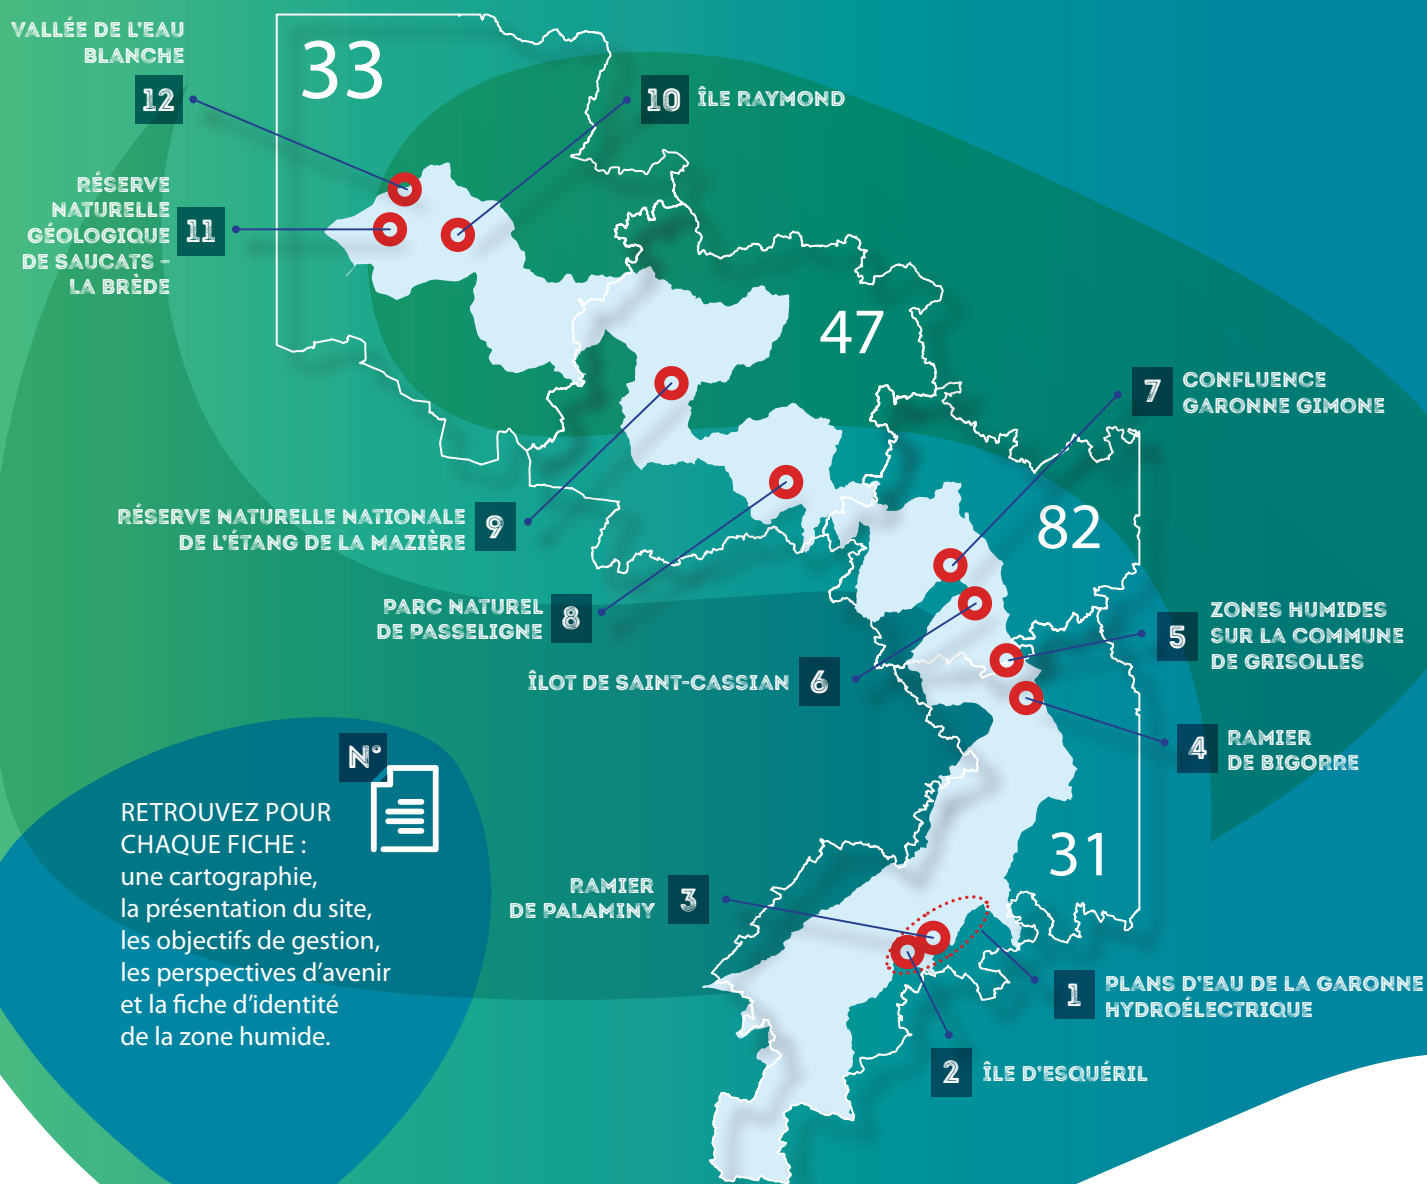 VALLÉE DE L'EAU
BLANCHE
12
33
10
ÎLE RAYMOND
RÉSERVE
NATURELLE
GÉOLOGIQUE
DE SAUCATS -
LA BRÈDE
11
47
7
CONFLUENCE
GARONNE GIMONE
RÉSERVE NATURELLE NATIONALE
DE L'ÉTANG DE LA MAZIÈRE
9
82
PARC NATUREL
DE PASSELIGNE
8
5
ZONES HUMIDES
SUR LA COMMUNE
DE GRISOLLES
ÎLOT DE SAINT-CASSIAN
6
4
RAMIER
DE BIGORRE
N°
RETROUVEZ POUR
CHAQUE FICHE :
une cartographie,
la présentation du site,
les objectifs de gestion,
les perspectives d'avenir
et la fiche d'identité
de la zone humide.
31
RAMIER
DE PALAMINY
3
1
PLANS D'EAU DE LA GARONNE
HYDROÉLECTRIQUE
2
ÎLE D'ESQUÉRIL